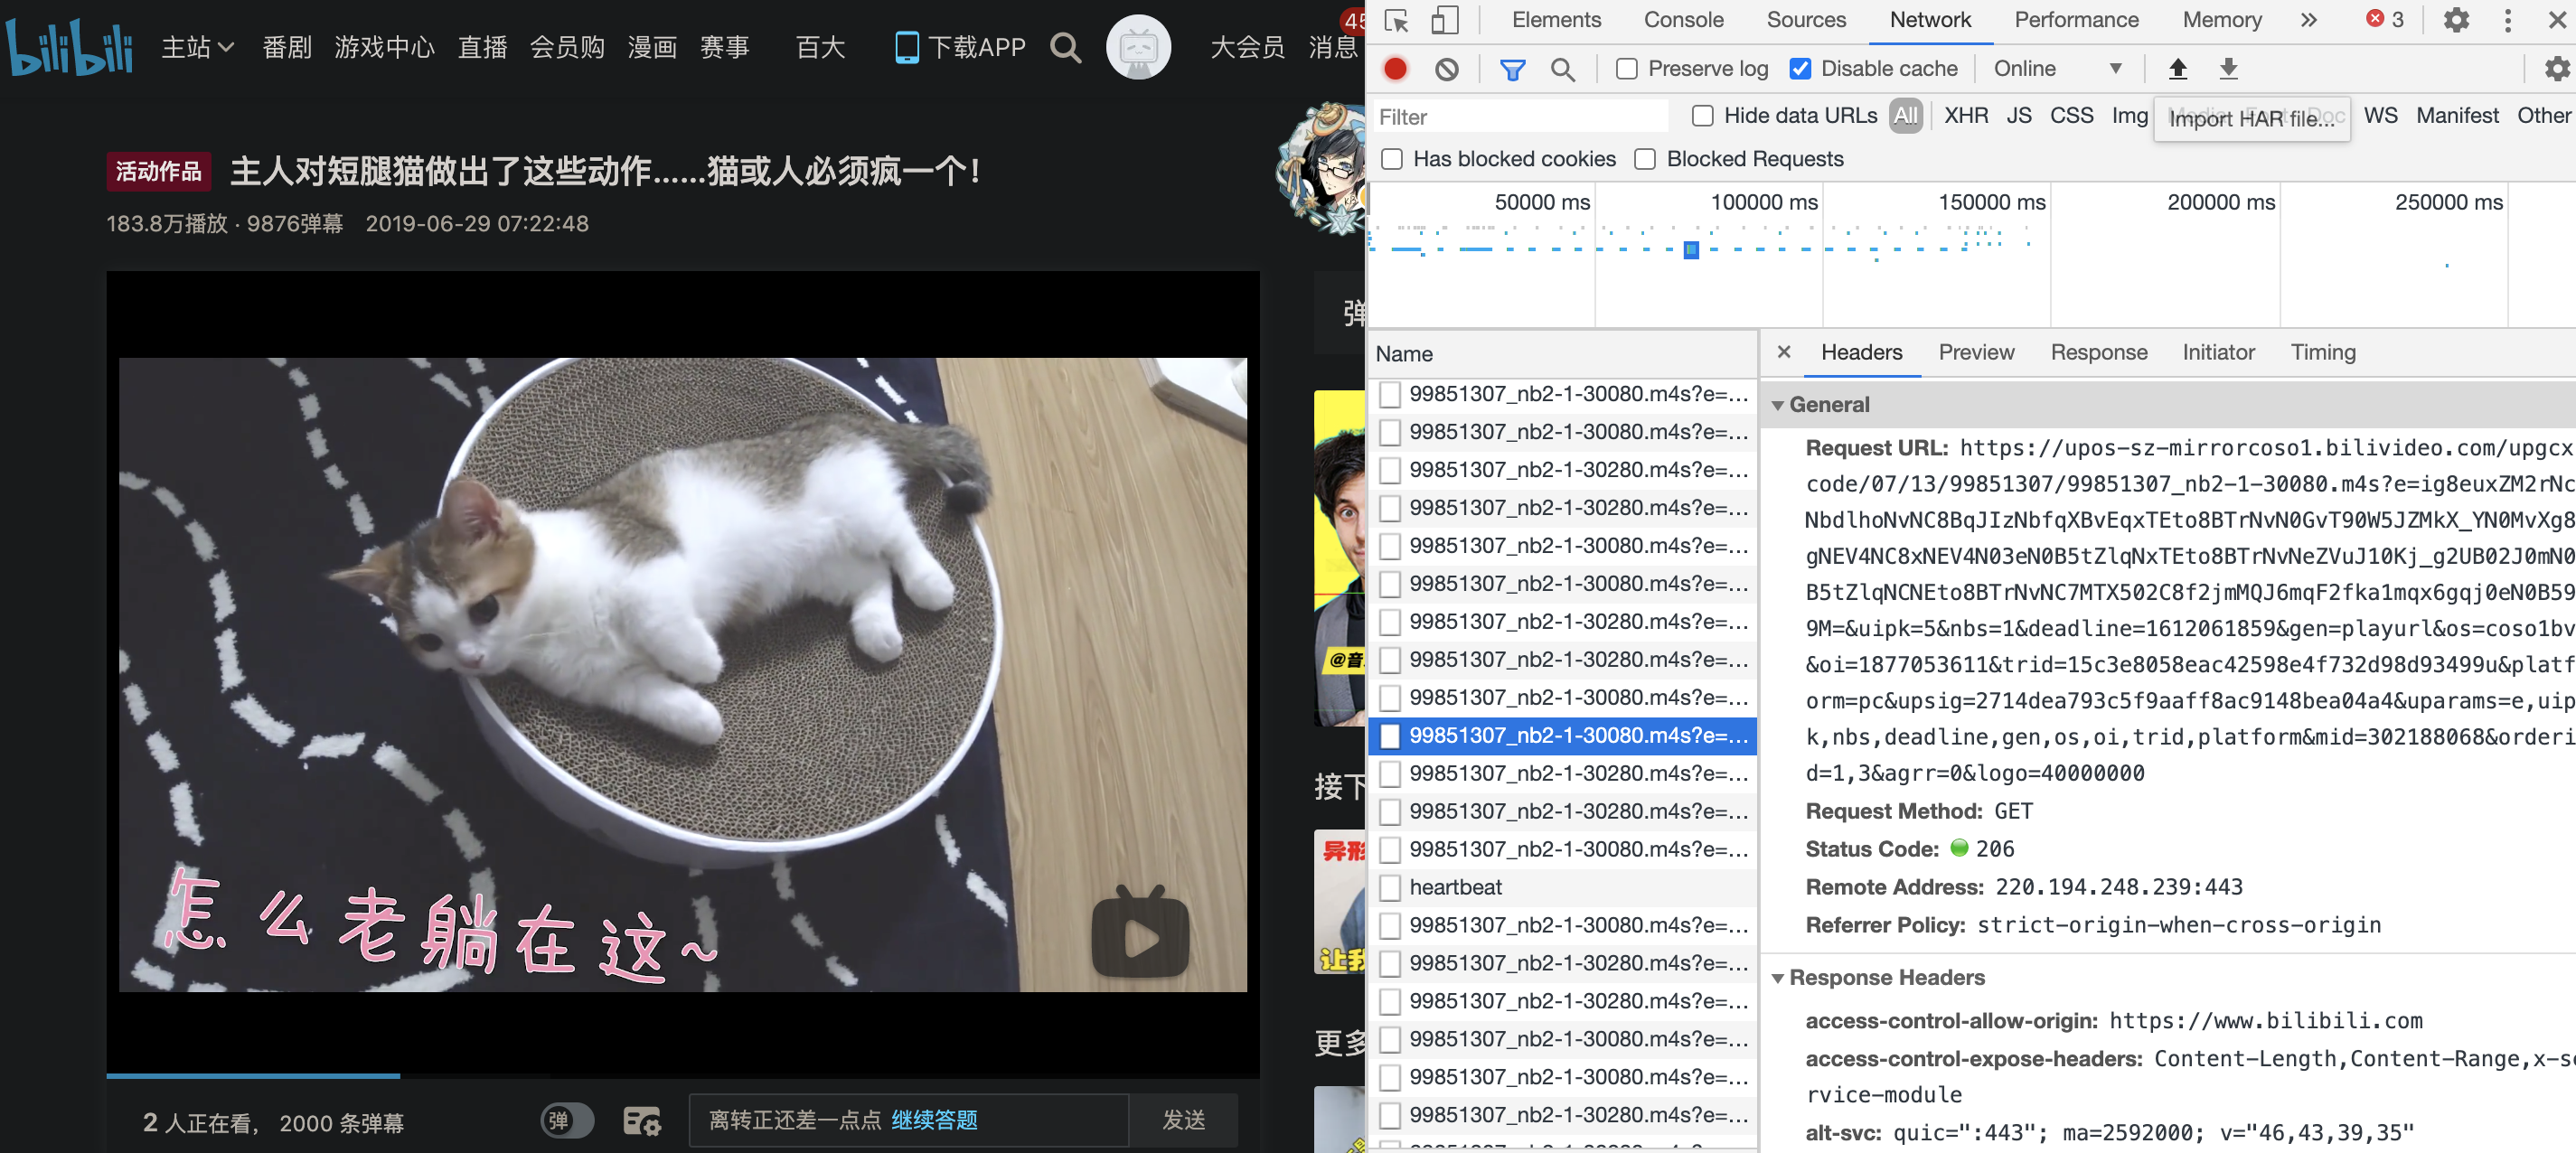 bilibili 主站 番剧 游戏中心 直播 会员购 漫画 赛事 百大 下载APP 大会员 消息 45
活动作品 主人对短腿猫做出了这些动作......猫或人必须疯一个!
183.8万播放 · 9876弹幕 2019-06-29 07:22:48
怎么老躺在这~
2 人正在看, 2000 条弹幕 弹 离转正还差一点点 继续答题 发送
弹
@音
接下
异形
让我
更多
Elements Console Sources Network Performance Memory 3
Preserve log Disable cache Online
Filter Hide data URLs All XHR JS CSS Img Media Font Doc WS Manifest Other
Import HAR file...
Has blocked cookies Blocked Requests
50000 ms 100000 ms 150000 ms 200000 ms 250000 ms
Name
99851307_nb2-1-30080.m4s?e=...
99851307_nb2-1-30080.m4s?e=...
99851307_nb2-1-30280.m4s?e=...
99851307_nb2-1-30280.m4s?e=...
99851307_nb2-1-30080.m4s?e=...
99851307_nb2-1-30080.m4s?e=...
99851307_nb2-1-30280.m4s?e=...
99851307_nb2-1-30280.m4s?e=...
99851307_nb2-1-30080.m4s?e=...
99851307_nb2-1-30080.m4s?e=...
99851307_nb2-1-30280.m4s?e=...
99851307_nb2-1-30280.m4s?e=...
99851307_nb2-1-30080.m4s?e=...
heartbeat
99851307_nb2-1-30080.m4s?e=...
99851307_nb2-1-30280.m4s?e=...
99851307_nb2-1-30280.m4s?e=...
99851307_nb2-1-30080.m4s?e=...
99851307_nb2-1-30080.m4s?e=...
99851307_nb2-1-30280.m4s?e=...
Headers Preview Response Initiator Timing
General
Request URL: https://upos-sz-mirrorcoso1.bilivideo.com/upgcx
code/07/13/99851307/99851307_nb2-1-30080.m4s?e=ig8euxZM2rNc
NbdlhoNvNC8BqJIzNbfqXBvEqxTEto8BTrNvN0GvT90W5JZMkX_YN0MvXg8
gNEV4NC8xNEV4N03eN0B5tZlqNxTEto8BTrNvNeZVuJ10Kj_g2UB02J0mN0
B5tZlqNCNEto8BTrNvNC7MTX502C8f2jmMQJ6mqF2fka1mqx6gqj0eN0B59
9M=&uipk=5&nbs=1&deadline=1612061859&gen=playurl&os=coso1bv
&oi=1877053611&trid=15c3e8058eac42598e4f732d98d93499u&platf
orm=pc&upsig=2714dea793c5f9aaff8ac9148bea04a4&uparams=e,uip
k,nbs,deadline,gen,os,oi,trid,platform&mid=302188068&orderi
d=1,3&agrr=0&logo=40000000
Request Method: GET
Status Code: 206
Remote Address: 220.194.248.239:443
Referrer Policy: strict-origin-when-cross-origin
Response Headers
access-control-allow-origin: https://www.bilibili.com
access-control-expose-headers: Content-Length,Content-Range,x-se
rvice-module
alt-svc: quic=":443"; ma=2592000; v="46,43,39,35"